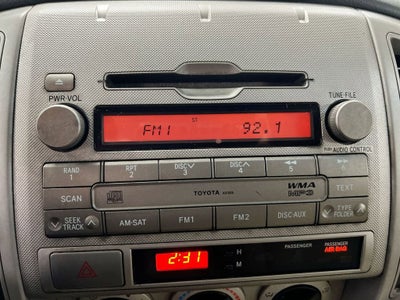 PWR·VOL
TUNE·FILE
ST
FM1 92.1
PUSH AUDIO CONTROL
RAND 1
RPT 2
DISC 3
DISC 4
5
6
SCAN
TOYOTA
WMA
MP3
TEXT
SEEK TRACK
AM·SAT
FM1
FM2
DISC·AUX
TYPE FOLDER
2:31
H
M
PASSENGER
PASSENGER
AIR BAG